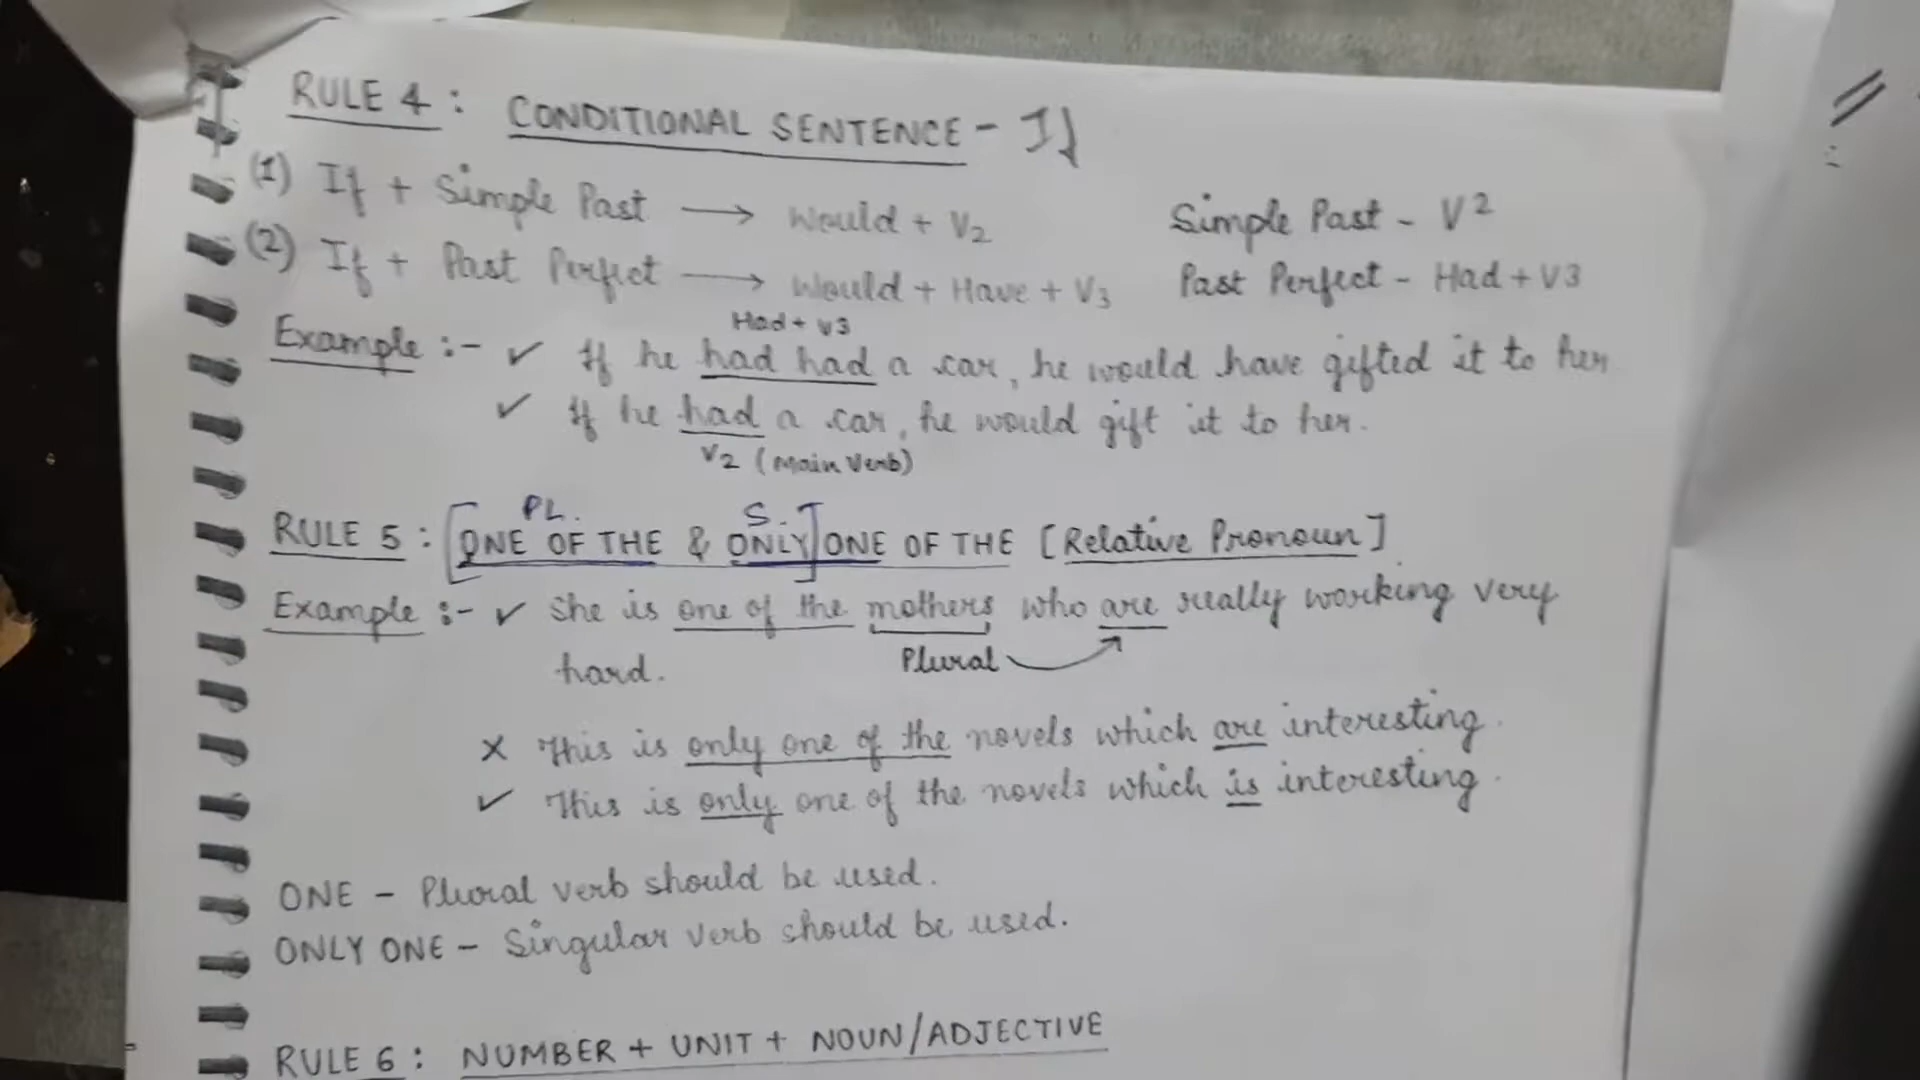 RULE 4 : CONDITIONAL SENTENCE - If
(1) If + Simple Past → Would + V2 Simple Past - V2
(2) If + Past Perfect → Would + Have + V3 Past Perfect - Had + V3
Had + V3
Example :- ✓ If he had had a car, he would have gifted it to her
✓ If he had a car, he would gift it to her.
V2 (Main Verb)
PL. S.
RULE 5 : [ONE OF THE & ONLY] ONE OF THE [Relative Pronoun]
Example :- ✓ She is one of the mothers who are really working very
hard. Plural
X This is only one of the novels which are interesting.
✓ This is only one of the novels which is interesting.
ONE - Plural verb should be used.
ONLY ONE - Singular verb should be used.
RULE 6 : NUMBER + UNIT + NOUN/ADJECTIVE